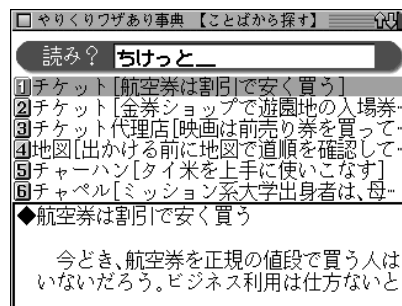 やりくりワザあり事典 【ことばから探す】
読み? ちけっと_
1チケット[航空券は割引で安く買う]
2チケット[金券ショップで遊園地の入場券‥
3チケット代理店[映画は前売り券を買って‥
4地図[出かける前に地図で道順を確認して‥
5チャーハン[タイ米を上手に使いこなす]
6チャペル[ミッション系大学出身者は、母‥
◆航空券は割引で安く買う
今どき、航空券を正規の値段で買う人は
いないだろう。ビジネス利用は仕方ないと